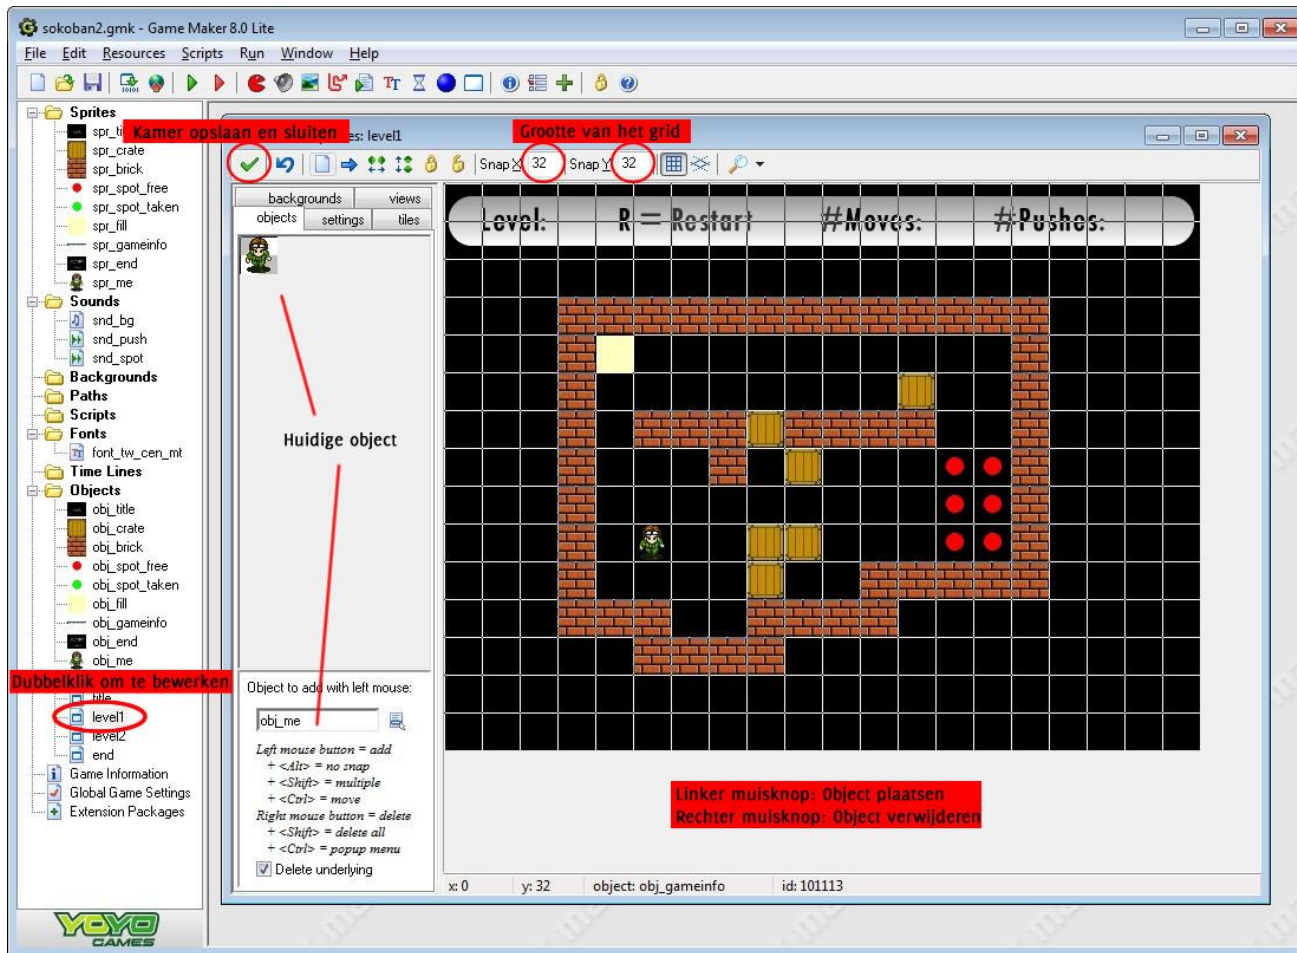 sokoban2.gmk - Game Maker 8.0 Lite
File Edit Resources Scripts Run Window Help
Sprites
spr_crate
spr_brick
spr_spot_free
spr_spot_taken
spr_fill
spr_gameinfo
spr_end
spr_me
Sounds
snd_bg
snd_push
snd_spot
Backgrounds
Paths
Scripts
Fonts
font_tw_cen_mt
Time Lines
Objects
obj_title
obj_crate
obj_brick
obj_spot_free
obj_spot_taken
obj_fill
obj_gameinfo
obj_end
obj_me
Dubbelklik om te bewerken
title
level1
level2
end
Game Information
Global Game Settings
Extension Packages
YOYO
GAMES
Kamer opslaan en sluiten
level1
Grootte van het grid
Snap X: 32 Snap Y: 32
backgrounds views
objects settings tiles
Huidige object
Object to add with left mouse:
obj_me
Left mouse button = add
+ <Alt> = no snap
+ <Shift> = multiple
+ <Ctrl> = move
Right mouse button = delete
+ <Shift> = delete all
+ <Ctrl> = popup menu
Delete underlying
Level: R = Restart #Moves: #Pushes:
Linker muisknop: Object plaatsen
Rechter muisknop: Object verwijderen
x: 0 y: 32 object: obj_gameinfo id: 101113